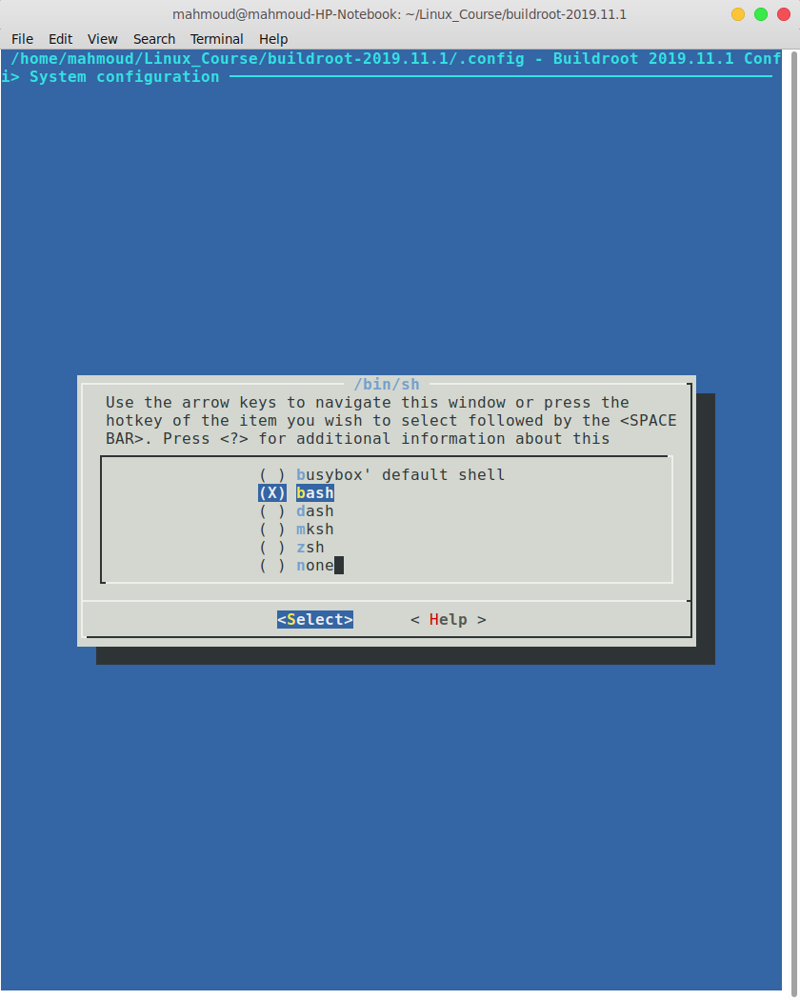 mahmoud@mahmoud-HP-Notebook: ~/Linux_Course/buildroot-2019.11.1
File Edit View Search Terminal Help
/home/mahmoud/Linux_Course/buildroot-2019.11.1/.config - Buildroot 2019.11.1 Conf
i> System configuration
/bin/sh
Use the arrow keys to navigate this window or press the
hotkey of the item you wish to select followed by the <SPACE
BAR>. Press <?> for additional information about this
( ) busybox' default shell
(X) bash
( ) dash
( ) mksh
( ) zsh
( ) none
<Select> < Help >